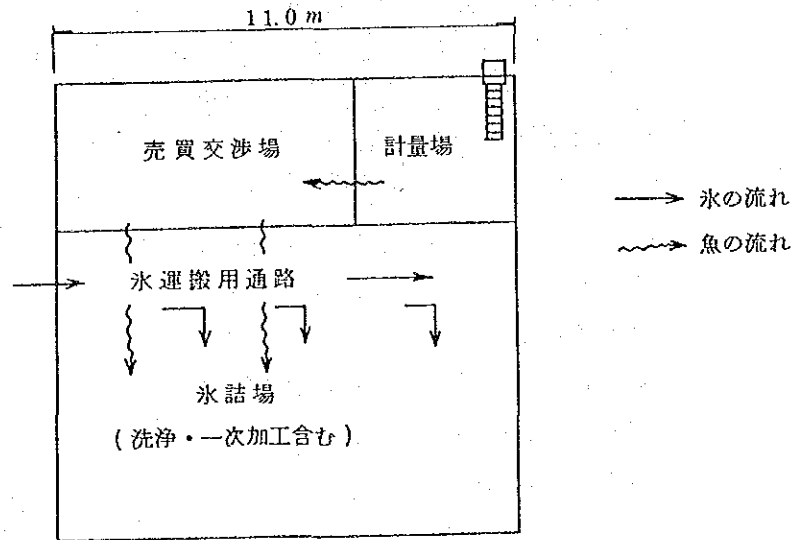 11.0 m
売買交渉場
計量場
氷の流れ
魚の流れ
氷運搬用通路
氷詰場
(洗浄・一次加工含む)